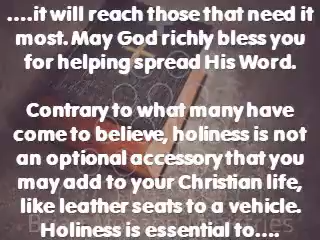 ....it will reach those that need it
most. May God richly bless you
for helping spread His Word.
Contrary to what many have
come to believe, holiness is not
an optional accessory that you
may add to your Christian life,
like leather seats to a vehicle.
Holiness is essential to....